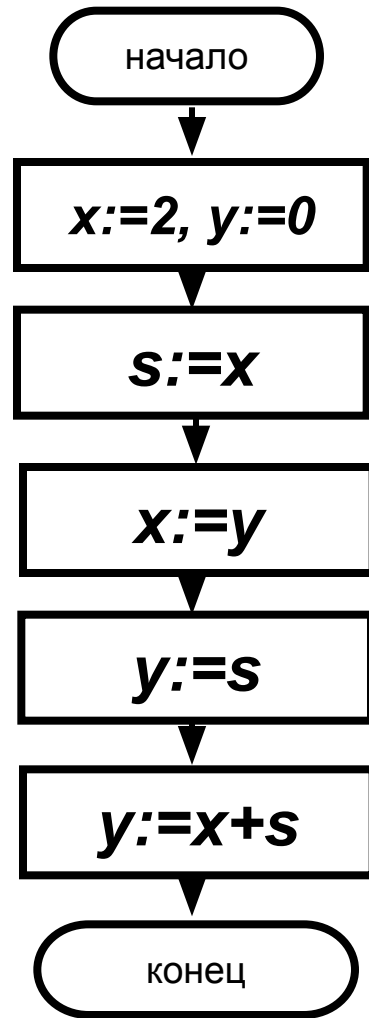 начало
x:=2, y:=0
s:=x
x:=y
y:=s
y:=x+s
конец